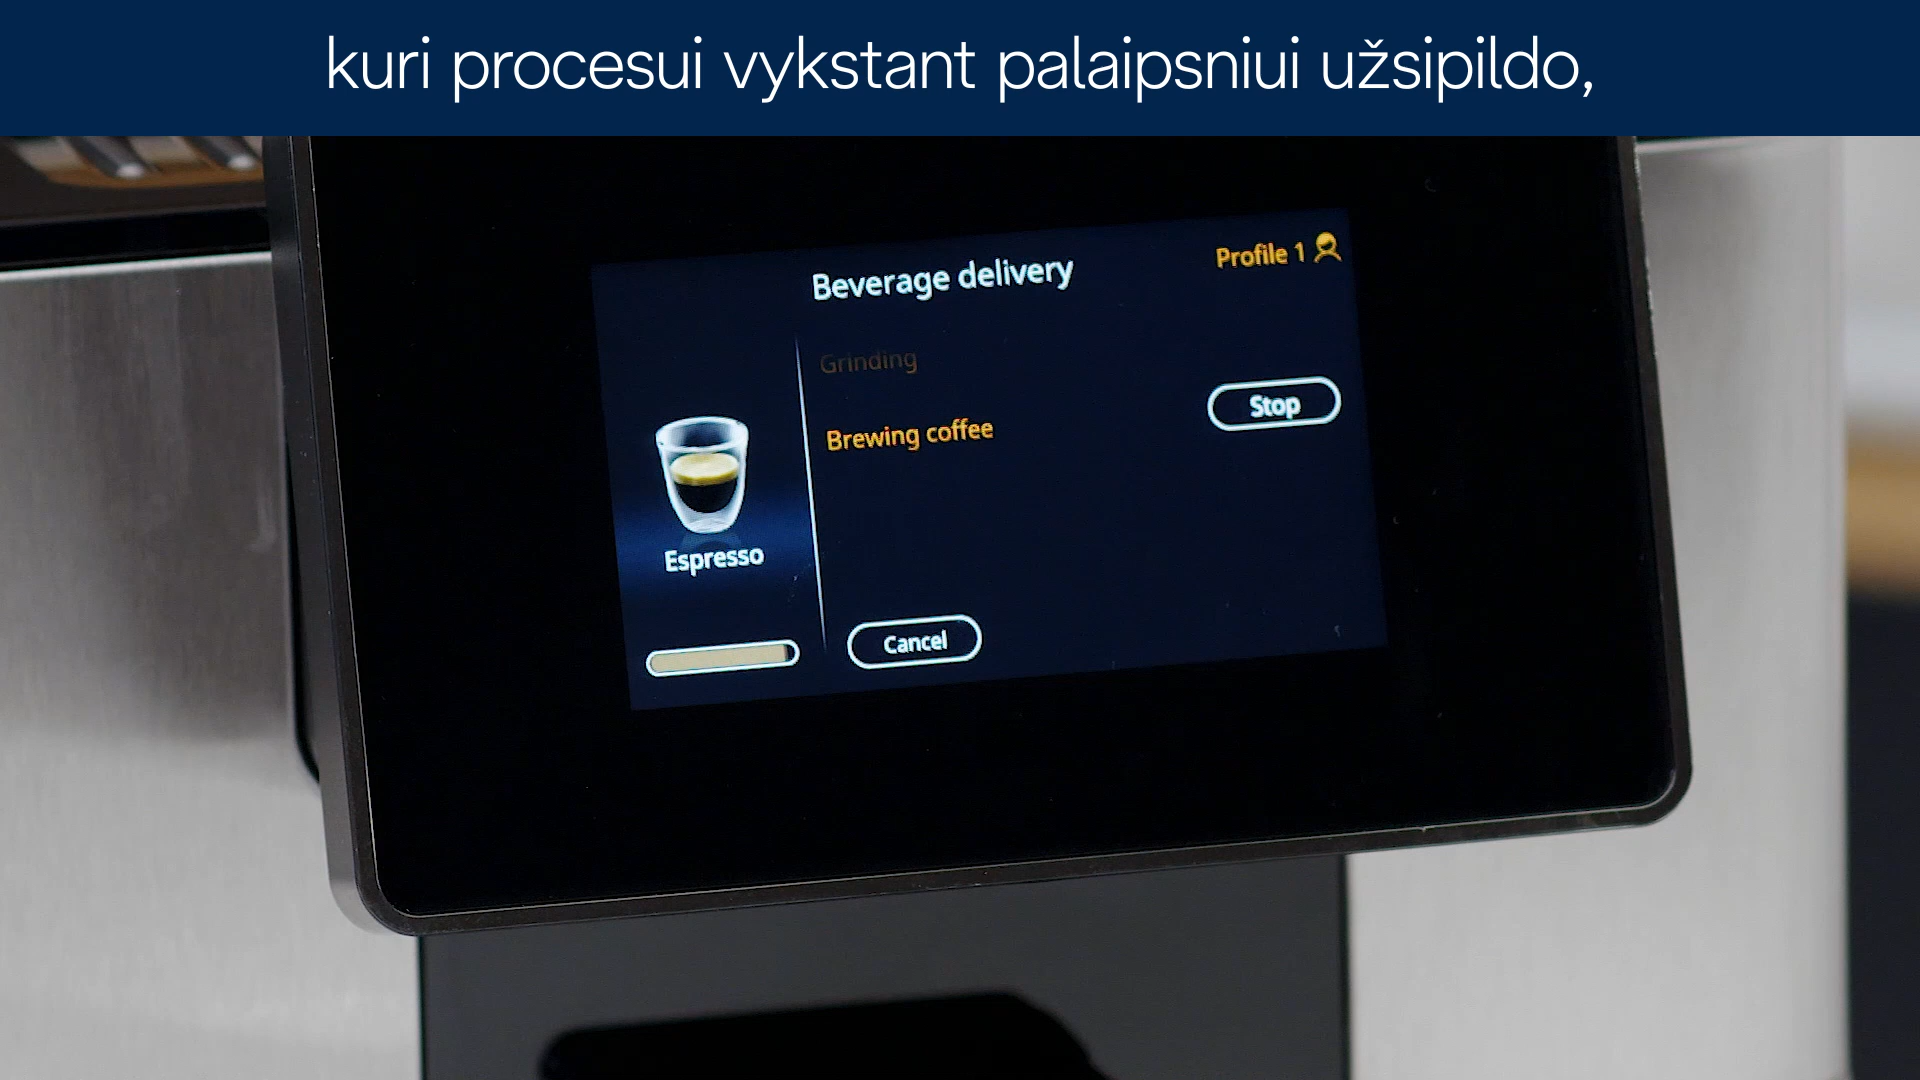 kuri procesui vykstant palaipsniui užsipildo,
Beverage delivery
Profile 1
Grinding
Stop
Brewing coffee
Espresso
Cancel